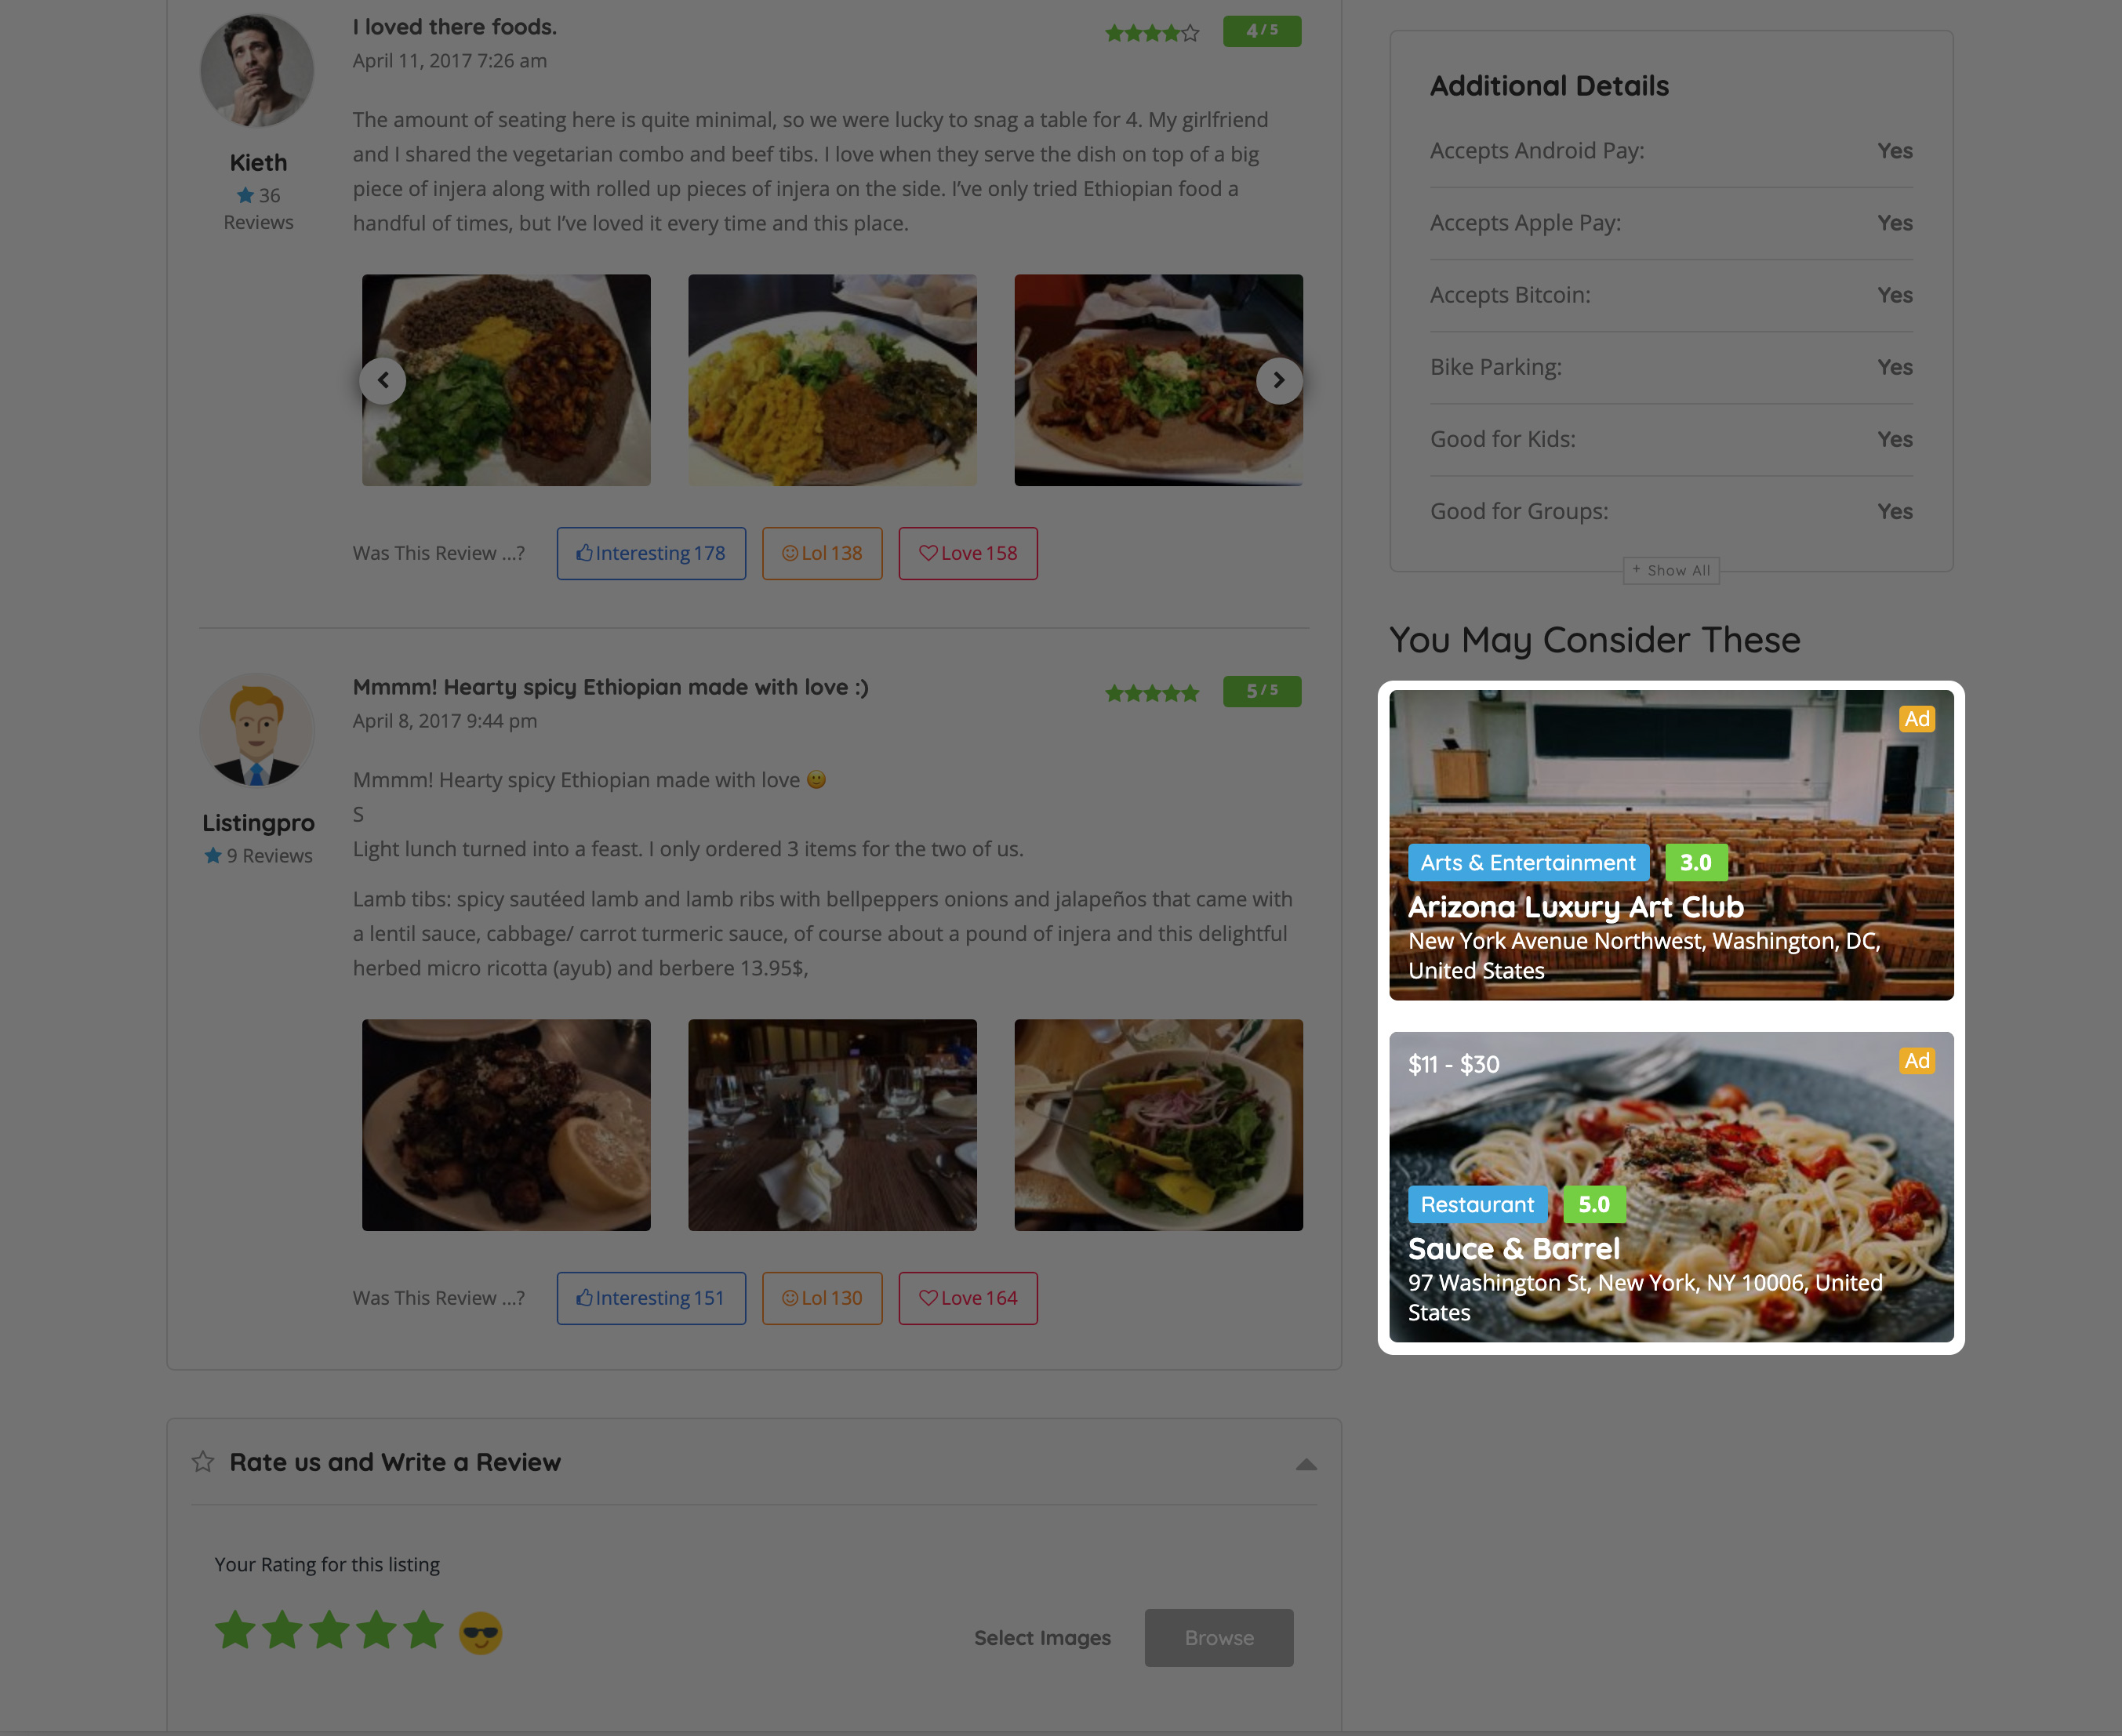 I loved there foods.
4/5
April 11, 2017 7:26 am
Kieth
36
Reviews
The amount of seating here is quite minimal, so we were lucky to snag a table for 4. My girlfriend
and I shared the vegetarian combo and beef tibs. I love when they serve the dish on top of a big
piece of injera along with rolled up pieces of injera on the side. I've only tried Ethiopian food a
handful of times, but I've loved it every time and this place.
Was This Review ...?
Interesting 178
Lol 138
Love 158
Mmmm! Hearty spicy Ethiopian made with love :)
5/5
April 8, 2017 9:44 pm
Listingpro
9 Reviews
Mmmm! Hearty spicy Ethiopian made with love 🙂
S
Light lunch turned into a feast. I only ordered 3 items for the two of us.
Lamb tibs: spicy sautéed lamb and lamb ribs with bellpeppers onions and jalapeños that came with
a lentil sauce, cabbage/ carrot turmeric sauce, of course about a pound of injera and this delightful
herbed micro ricotta (ayub) and berbere 13.95$,
Was This Review ...?
Interesting 151
Lol 130
Love 164
Rate us and Write a Review
Your Rating for this listing
Select Images
Browse
Additional Details
Accepts Android Pay: Yes
Accepts Apple Pay: Yes
Accepts Bitcoin: Yes
Bike Parking: Yes
Good for Kids: Yes
Good for Groups: Yes
+ Show All
You May Consider These
Ad
Arts & Entertainment 3.0
Arizona Luxury Art Club
New York Avenue Northwest, Washington, DC,
United States
$11 - $30
Ad
Restaurant 5.0
Sauce & Barrel
97 Washington St, New York, NY 10006, United
States